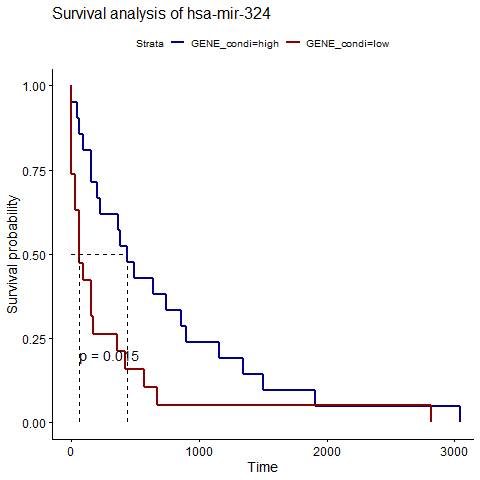 Survival analysis of hsa-mir-324
Strata GENE_condi=high GENE_condi=low
1.00
0.75
0.50
0.25
0.00
Survival probability
p = 0.015
0 1000 2000 3000
Time